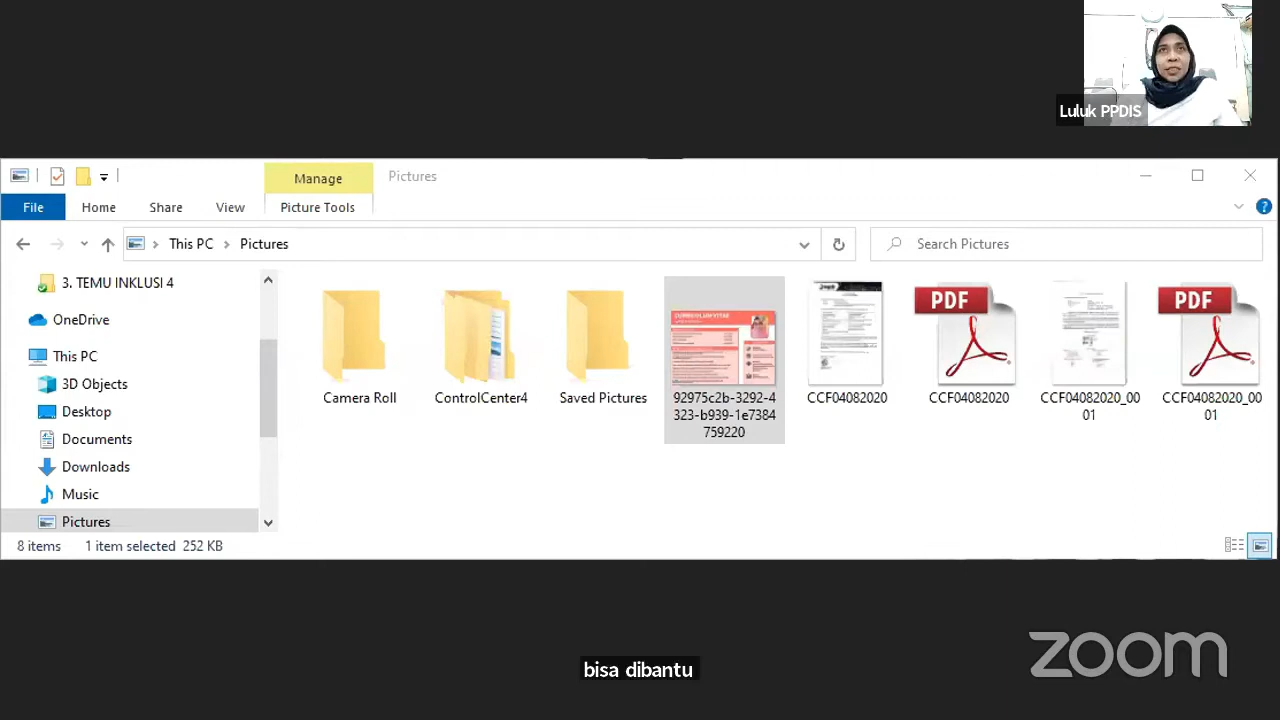 Luluk PPDIS
Manage
Pictures
File
Home
Share
View
Picture Tools
This PC
Pictures
Search Pictures
3. TEMU INKLUSI 4
OneDrive
This PC
3D Objects
Desktop
Documents
Downloads
Music
Pictures
CURRICULUM VITAE
PDF
PDF
Camera Roll
ControlCenter4
Saved Pictures
92975c2b-3292-4
323-b939-1e7384
759220
CCF04082020
CCF04082020
CCF04082020_00
01
CCF04082020_00
01
8 items
1 item selected 252 KB
bisa dibantu
zoom